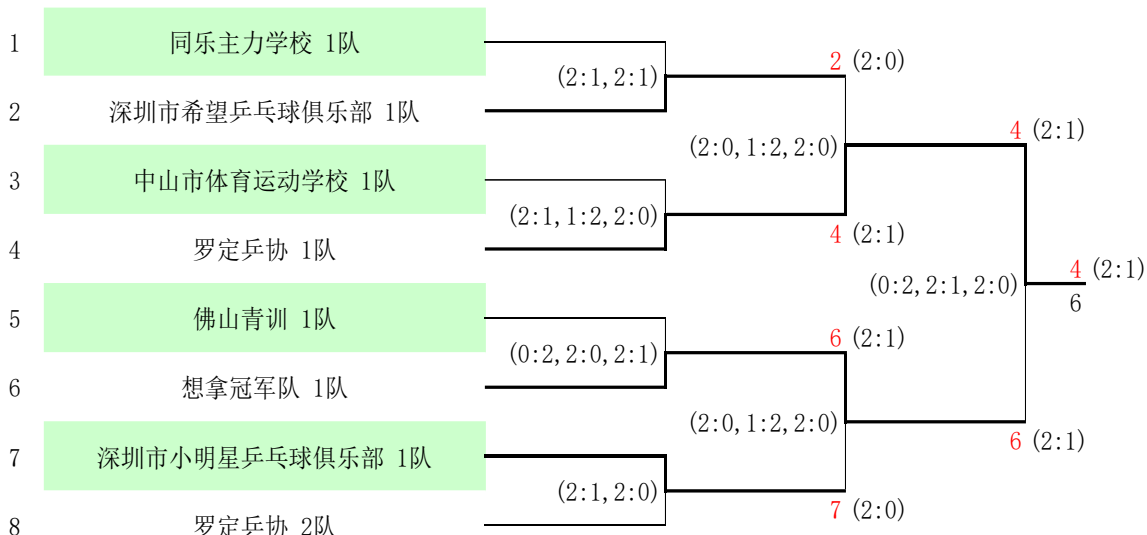 1 同乐主力学校 1队
(2:1,2:1)
2 (2:0)
2 深圳市希望乒乓球俱乐部 1队
(2:0,1:2,2:0)
4 (2:1)
3 中山市体育运动学校 1队
(2:1,1:2,2:0)
4 (2:1)
4 罗定乒协 1队
(0:2,2:1,2:0)
4 (2:1)
6
5 佛山青训 1队
(0:2,2:0,2:1)
6 (2:1)
6 想拿冠军队 1队
(2:0,1:2,2:0)
6 (2:1)
7 深圳市小明星乒乓球俱乐部 1队
(2:1,2:0)
7 (2:0)
8 罗定乒协 2队